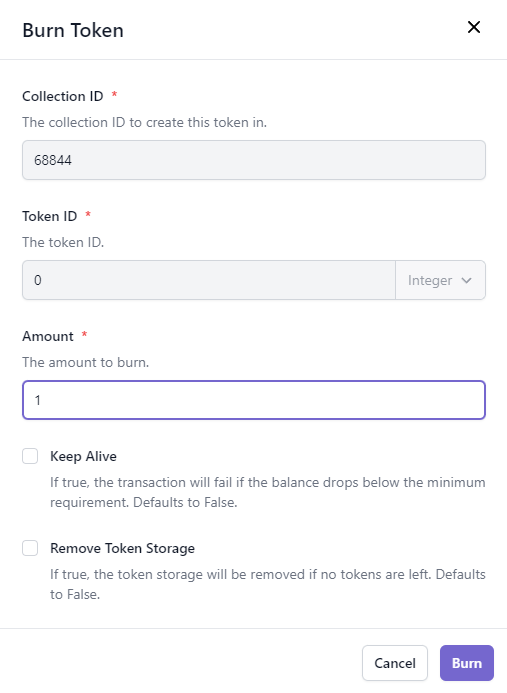 Burn Token
Collection ID *
The collection ID to create this token in.
68844
Token ID *
The token ID.
0
Integer
Amount *
The amount to burn.
1
Keep Alive
If true, the transaction will fail if the balance drops below the minimum
requirement. Defaults to False.
Remove Token Storage
If true, the token storage will be removed if no tokens are left. Defaults
to False.
Cancel
Burn